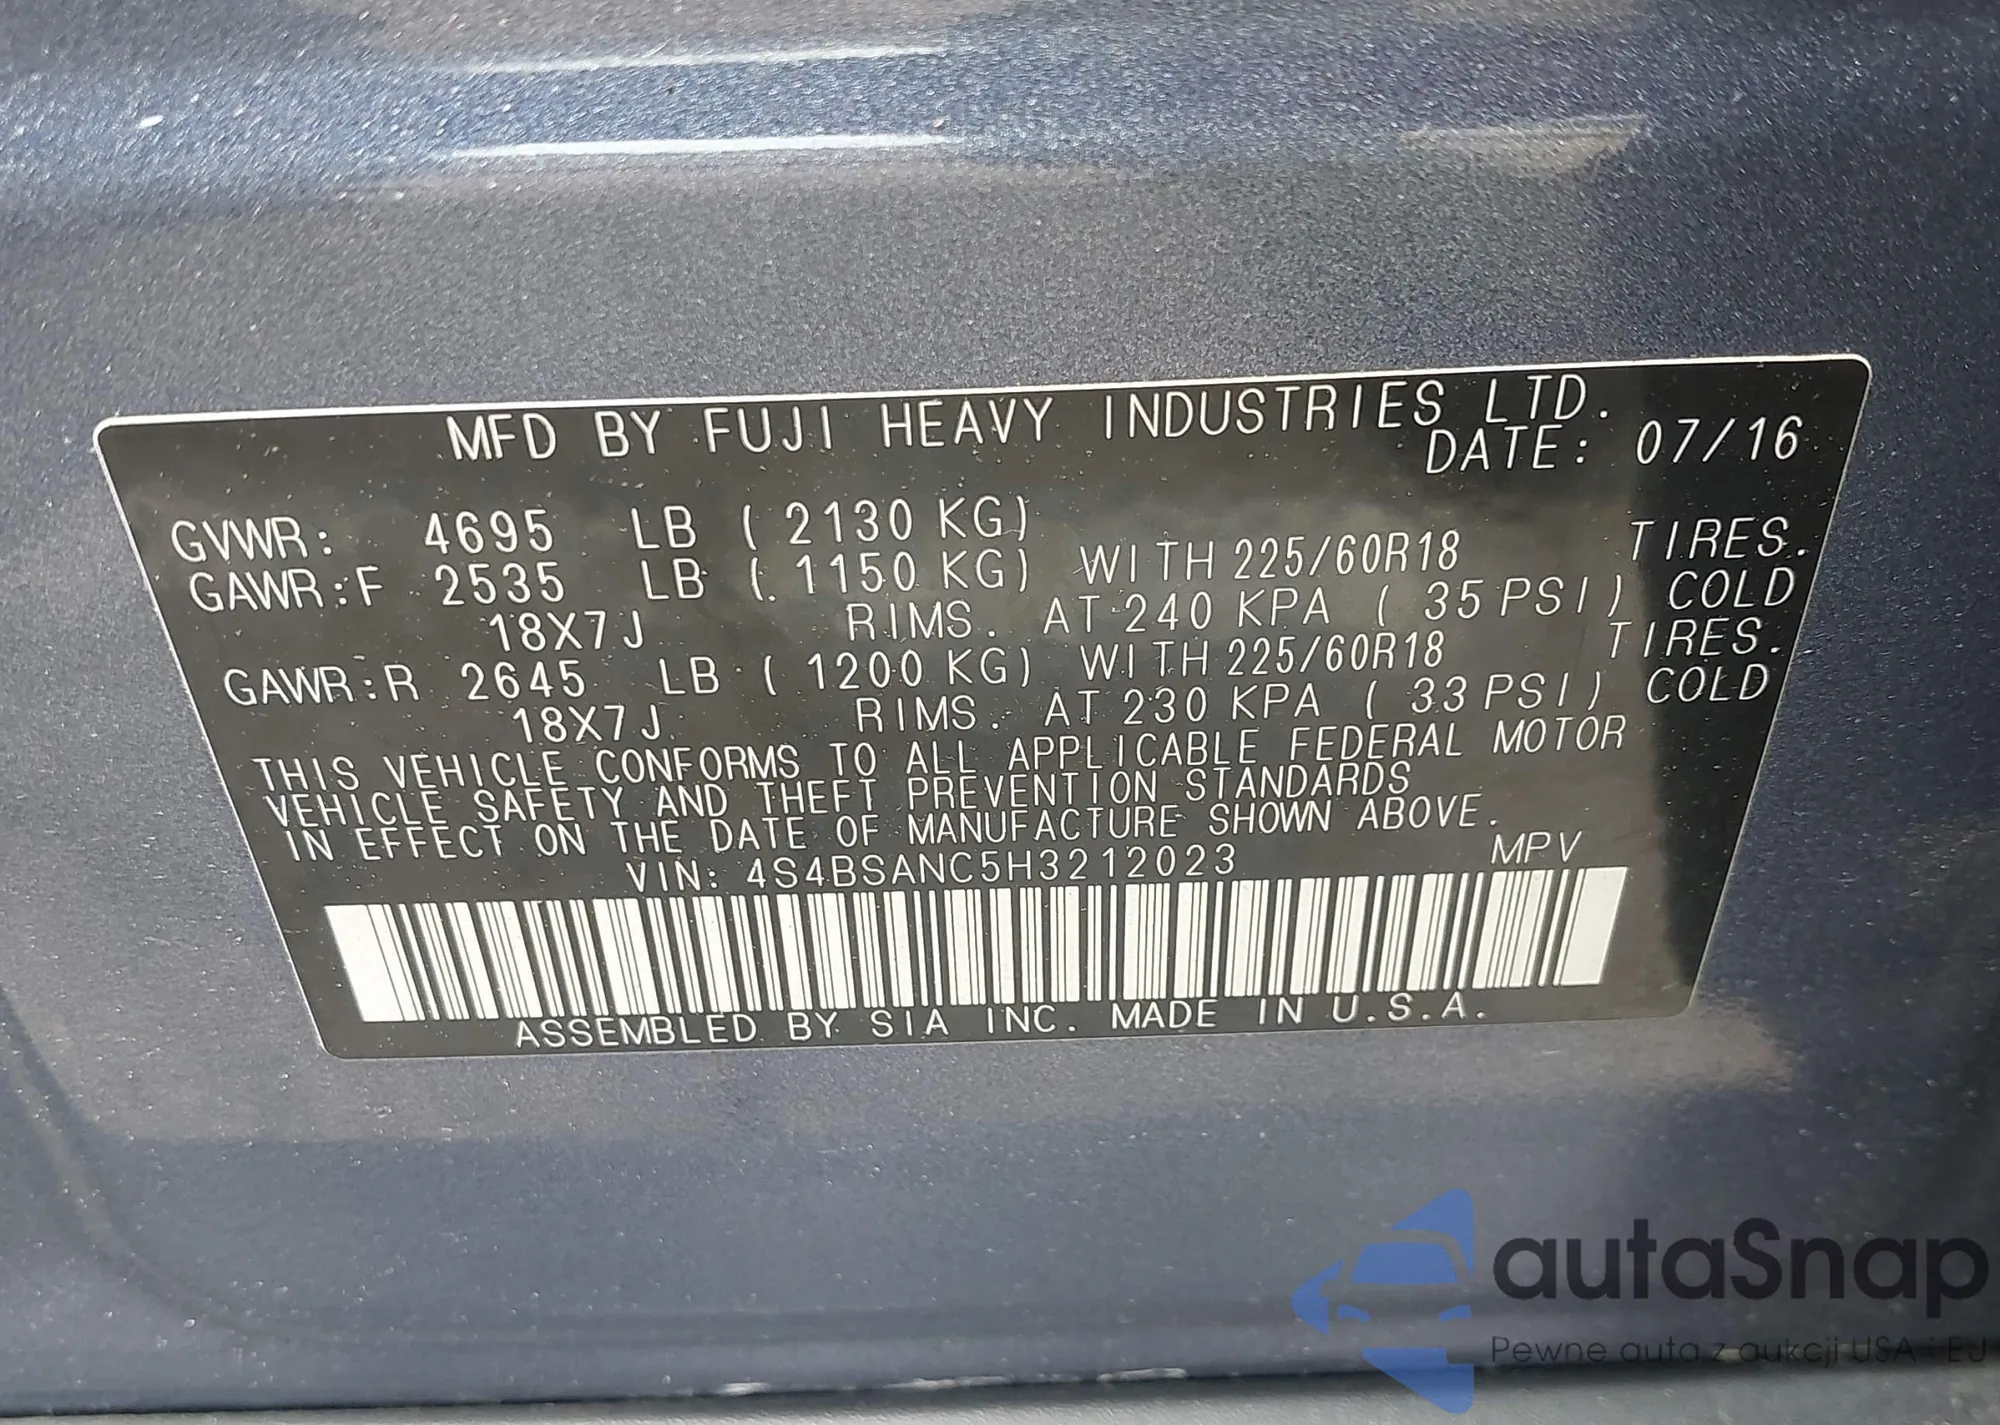 MFD BY FUJI HEAVY INDUSTRIES LTD.
DATE: 07/16
GVWR: 4695 LB (2130 KG)
GAWR:F 2535 LB (1150 KG) WITH 225/60R18 TIRES.
18X7J RIMS. AT 240 KPA (35 PSI) COLD
GAWR:R 2645 LB (1200 KG) WITH 225/60R18 TIRES.
18X7J RIMS. AT 230 KPA (33 PSI) COLD
THIS VEHICLE CONFORMS TO ALL APPLICABLE FEDERAL MOTOR
VEHICLE SAFETY AND THEFT PREVENTION STANDARDS
IN EFFECT ON THE DATE OF MANUFACTURE SHOWN ABOVE.
VIN: 4S4BSANC5H3212023 MPV
ASSEMBLED BY SIA INC. MADE IN U.S.A.
autaSnap
Pewne auta z aukcji USA i EU